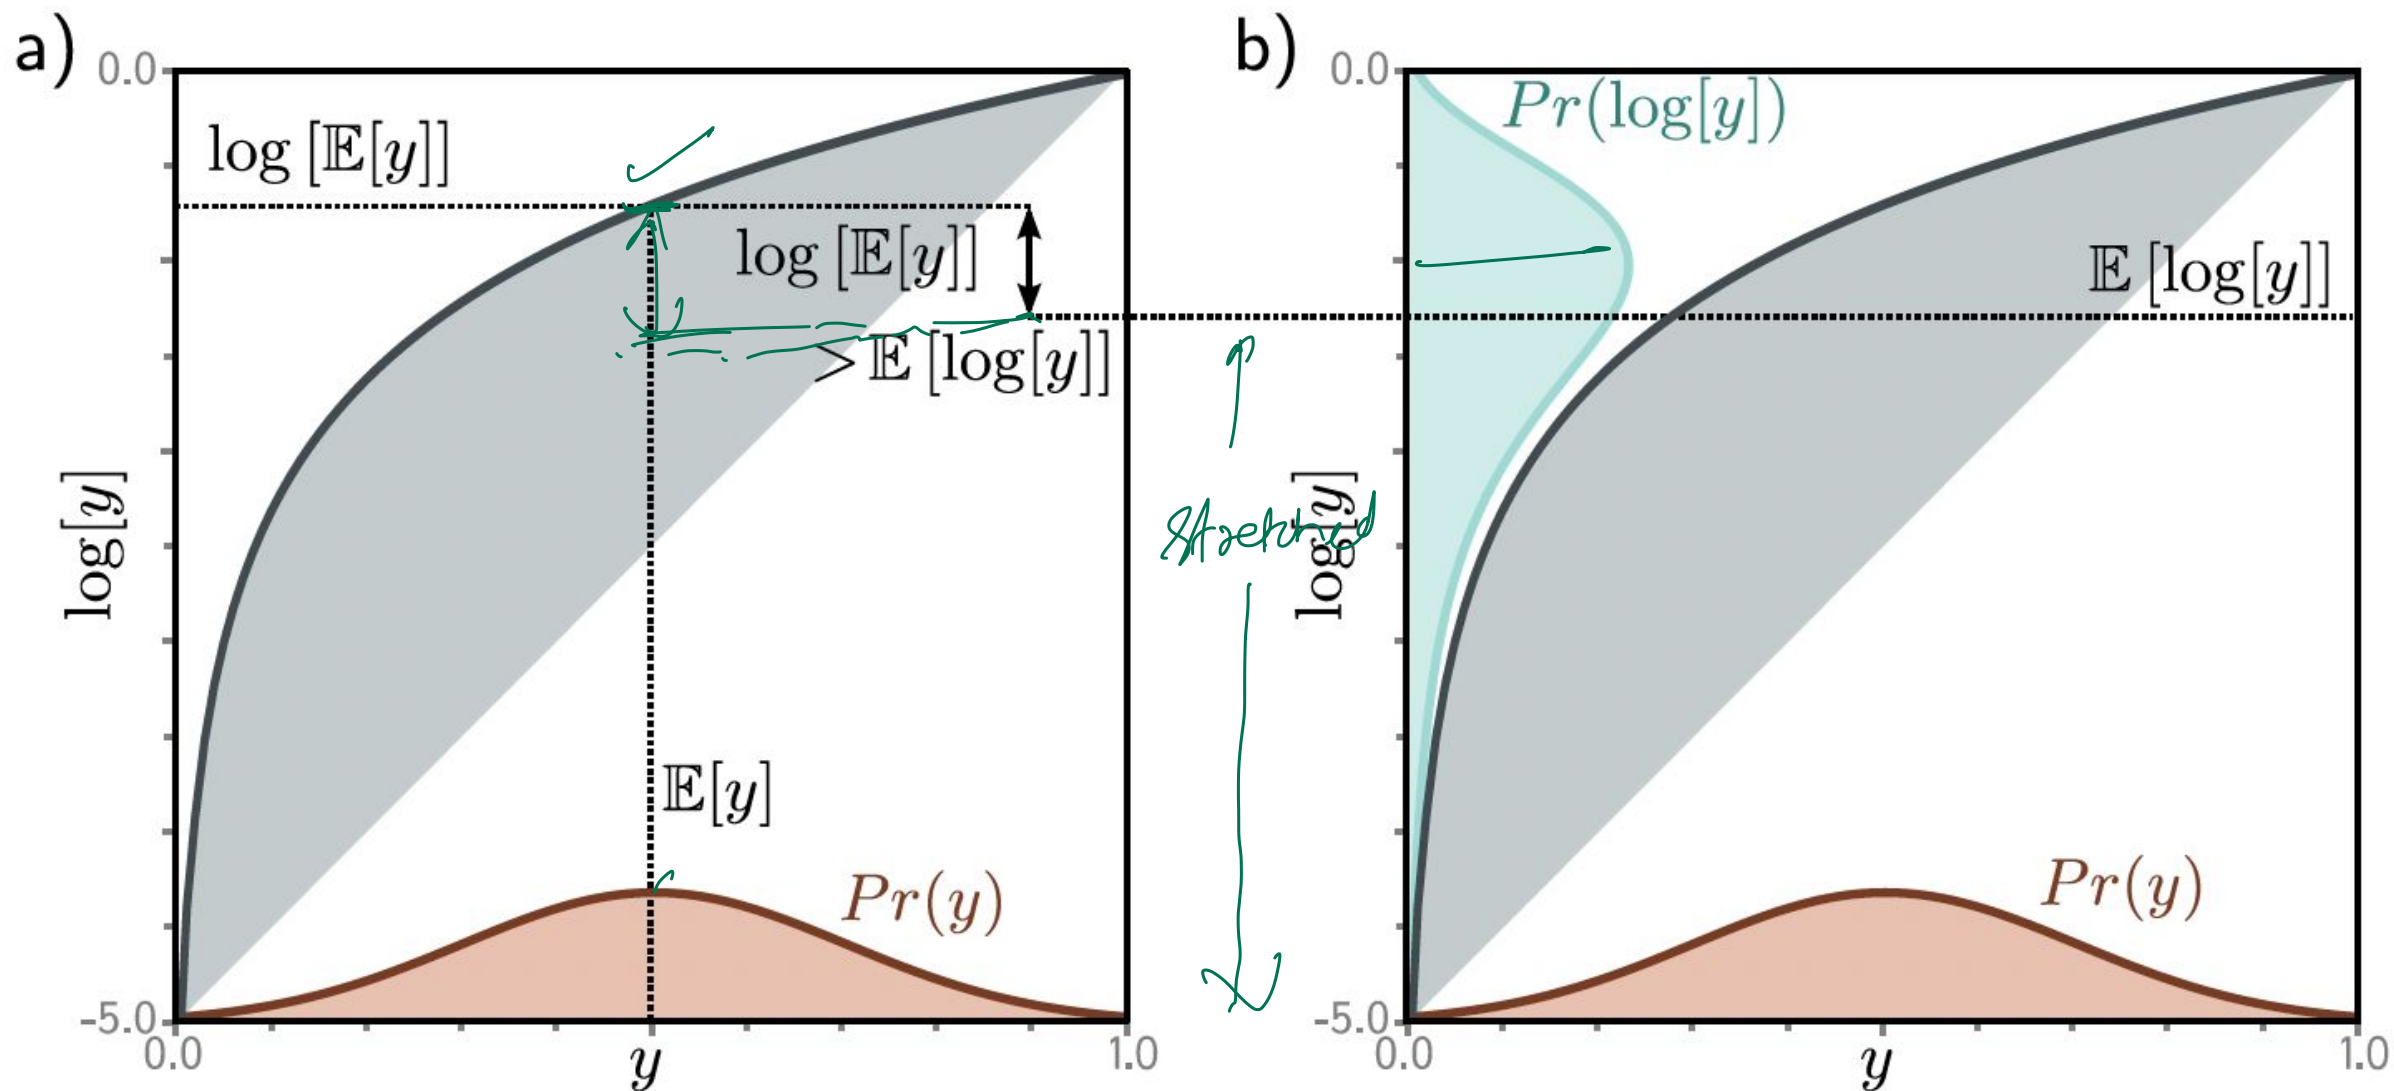 a)
0.0
log [𝔼[y]]
log [𝔼[y]]
> 𝔼 [log[y]]
log[y]
𝔼[y]
Pr(y)
-5.0
0.0
y
1.0
Stretched
b)
0.0
Pr(log[y])
𝔼 [log[y]]
log[y]
Pr(y)
-5.0
0.0
y
1.0